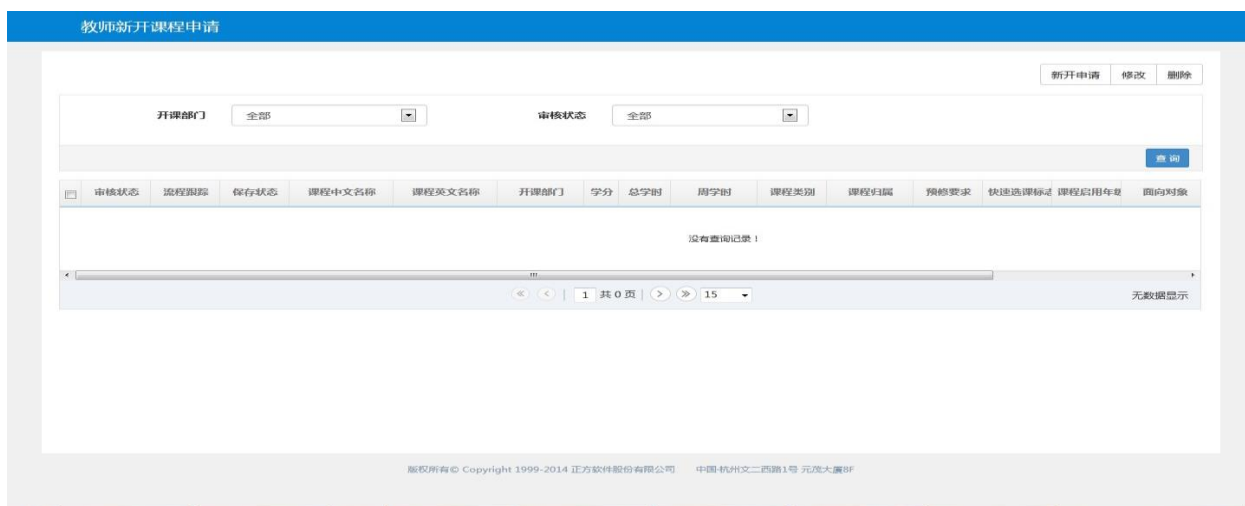 教师新开课程申请
新开申请 修改 删除
开课部门 全部 审核状态 全部
查询
审核状态 流程跟踪 保存状态 课程中文名称 课程英文名称 开课部门 学分 总学时 周学时 课程类别 课程归属 预修要求 快速选课标志 课程启用年级 面向对象
没有查询记录！
1 共 0 页 15 无数据显示
版权所有© Copyright 1999-2014 正方软件股份有限公司 中国·杭州文二西路1号 元茂大厦8F